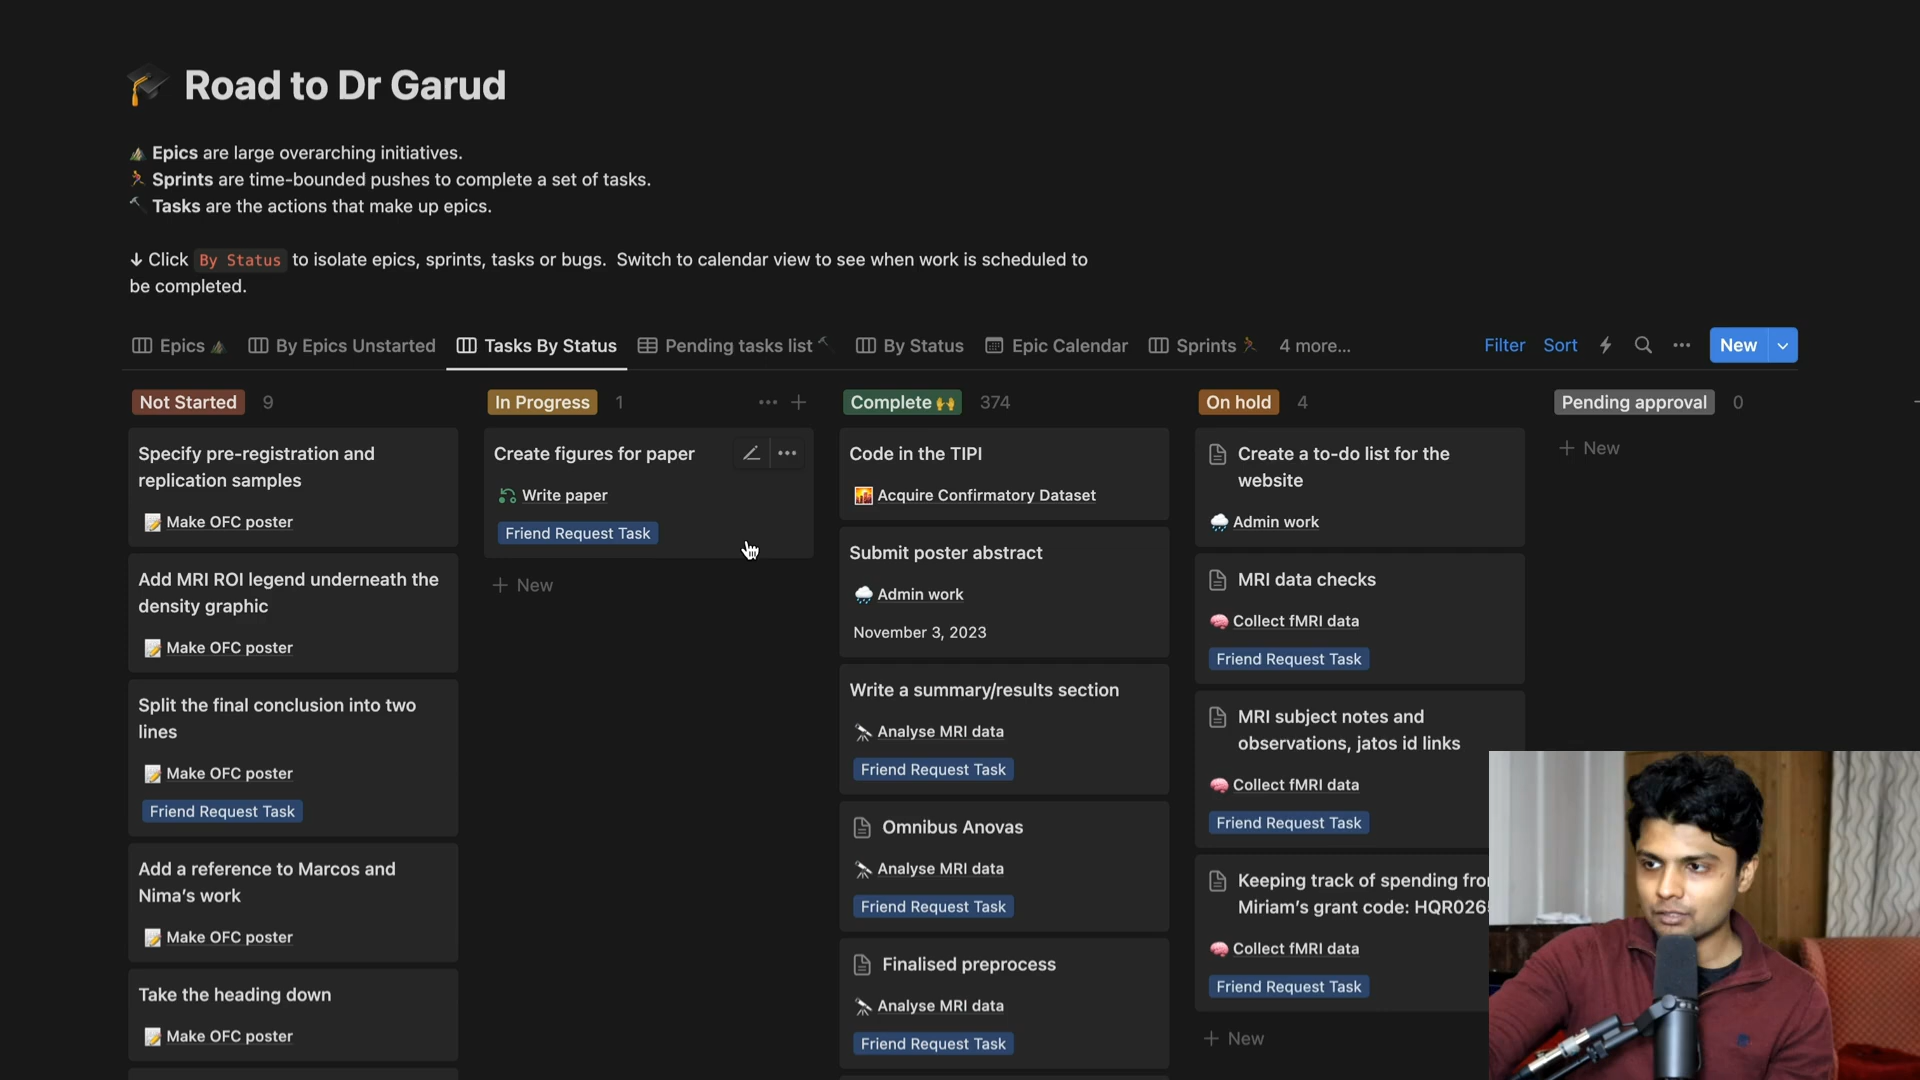 Road to Dr Garud
Epics are large overarching initiatives.
Sprints are time-bounded pushes to complete a set of tasks.
Tasks are the actions that make up epics.
↓ Click By Status to isolate epics, sprints, tasks or bugs. Switch to calendar view to see when work is scheduled to
be completed.
Epics By Epics Unstarted Tasks By Status Pending tasks list By Status Epic Calendar Sprints 4 more... Filter Sort New
Not Started 9
Specify pre-registration and
replication samples
Make OFC poster
Add MRI ROI legend underneath the
density graphic
Make OFC poster
Split the final conclusion into two
lines
Make OFC poster
Friend Request Task
Add a reference to Marcos and
Nima's work
Make OFC poster
Take the heading down
Make OFC poster
In Progress 1
Create figures for paper
Write paper
Friend Request Task
+ New
Complete 🙌 374
Code in the TIPI
Acquire Confirmatory Dataset
Submit poster abstract
Admin work
November 3, 2023
Write a summary/results section
Analyse MRI data
Friend Request Task
Omnibus Anovas
Analyse MRI data
Friend Request Task
Finalised preprocess
Analyse MRI data
Friend Request Task
On hold 4
Create a to-do list for the
website
Admin work
MRI data checks
Collect fMRI data
Friend Request Task
MRI subject notes and
observations, jatos id links
Collect fMRI data
Friend Request Task
Keeping track of spending
Miriam's grant code:
Collect fMRI data
Friend Request Task
+ New
Pending approval 0
+ New